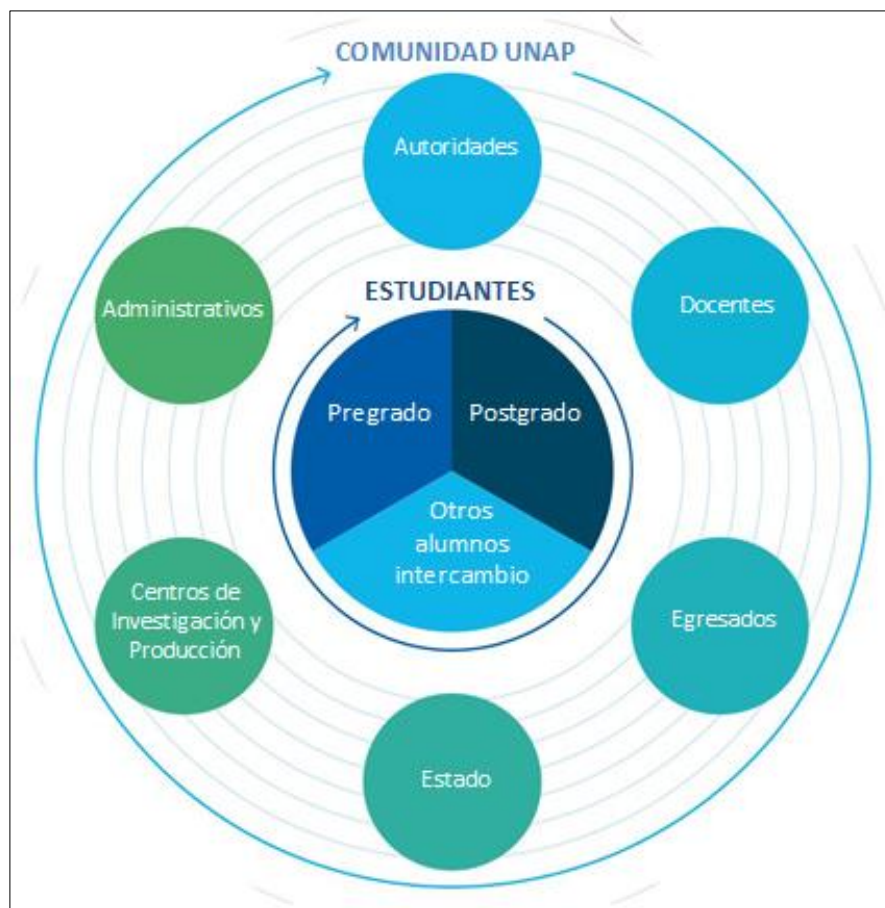 COMUNIDAD UNAP
Autoridades
Administrativos
Docentes
ESTUDIANTES
Pregrado
Postgrado
Otros
alumnos
intercambio
Centros de
Investigación y
Producción
Egresados
Estado